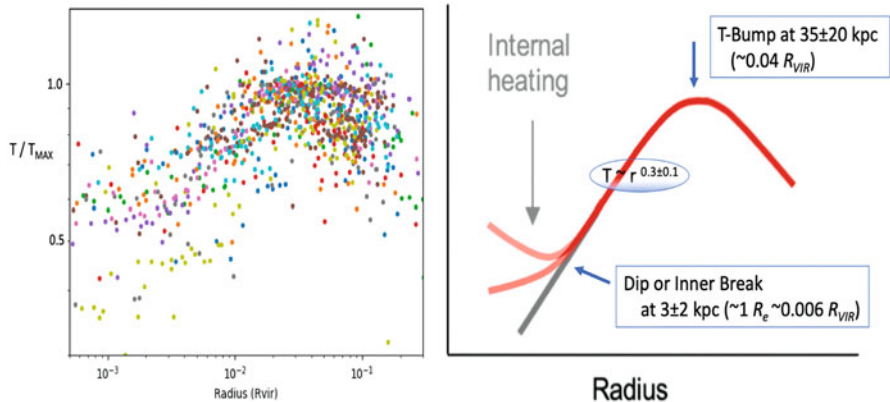 1.0
T / TMAX
0.5
10⁻³
10⁻²
10⁻¹
Radius (Rvir)
Internal
heating
T-Bump at 35±20 kpc
(~0.04 RVIR)
T ~ r 0.3±0.1
Dip or Inner Break
at 3±2 kpc (~1 Re ~0.006 RVIR)
Radius